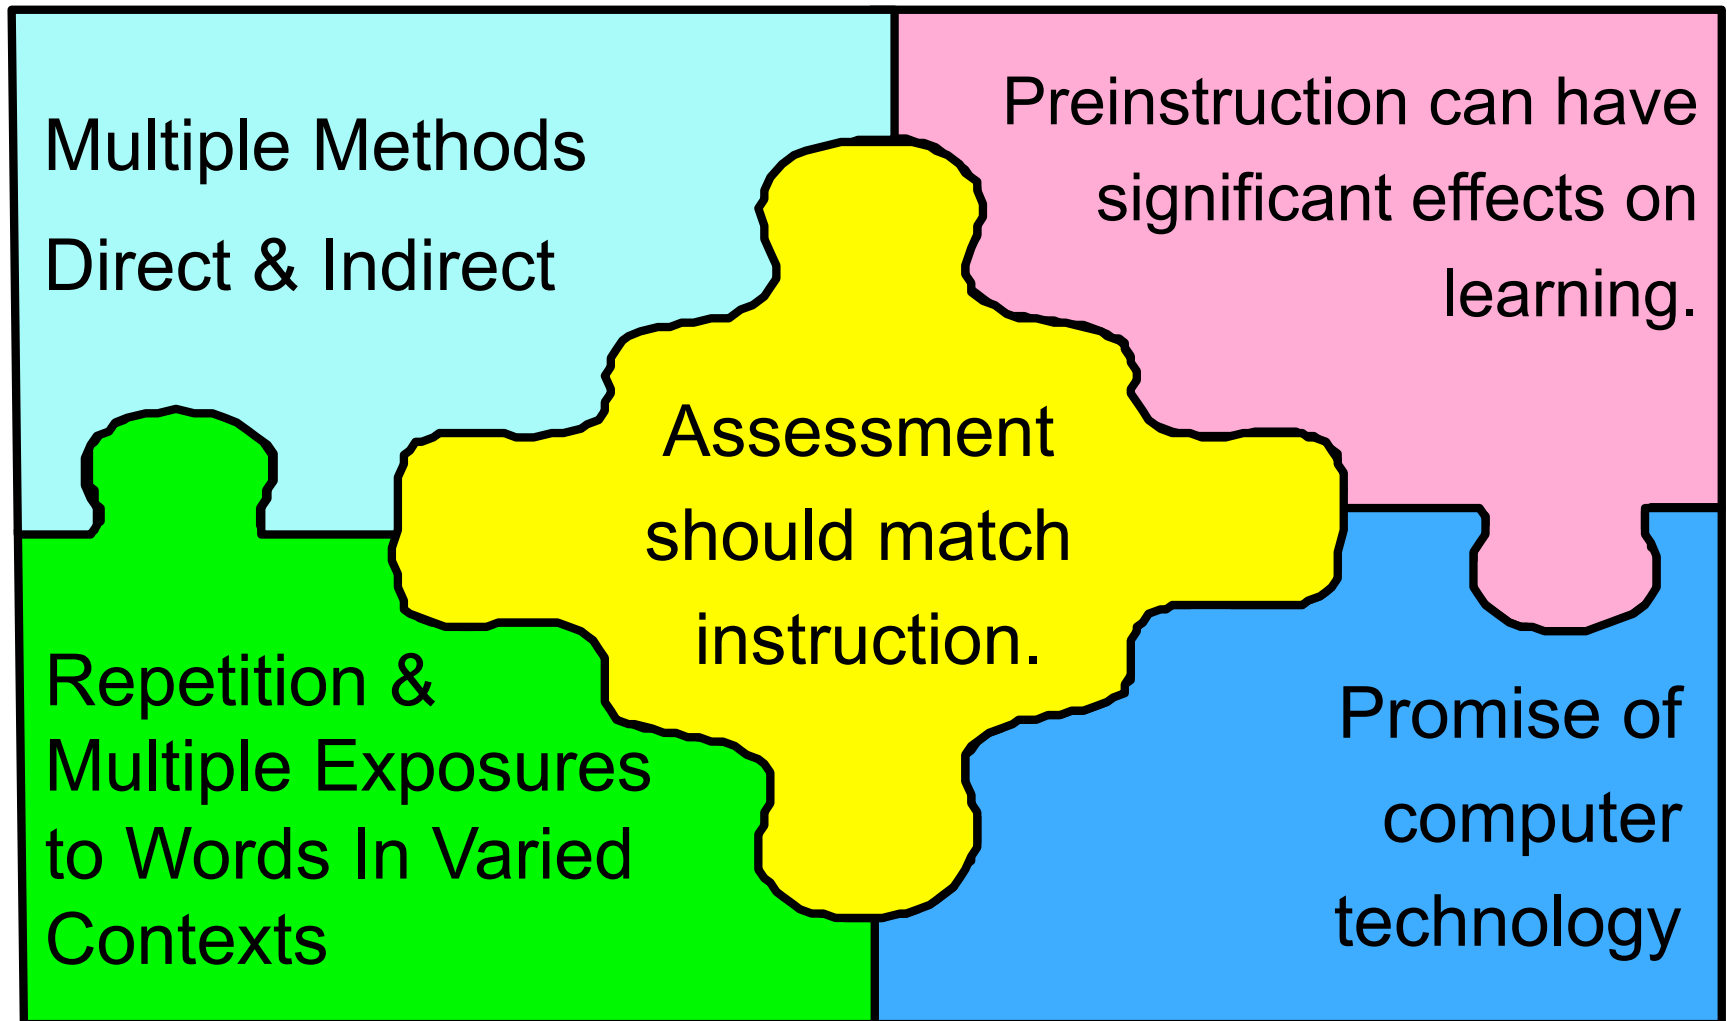 Multiple Methods
Direct & Indirect
Preinstruction can have
significant effects on
learning.
Assessment
should match
instruction.
Repetition &
Multiple Exposures
to Words In Varied
Contexts
Promise of
computer
technology